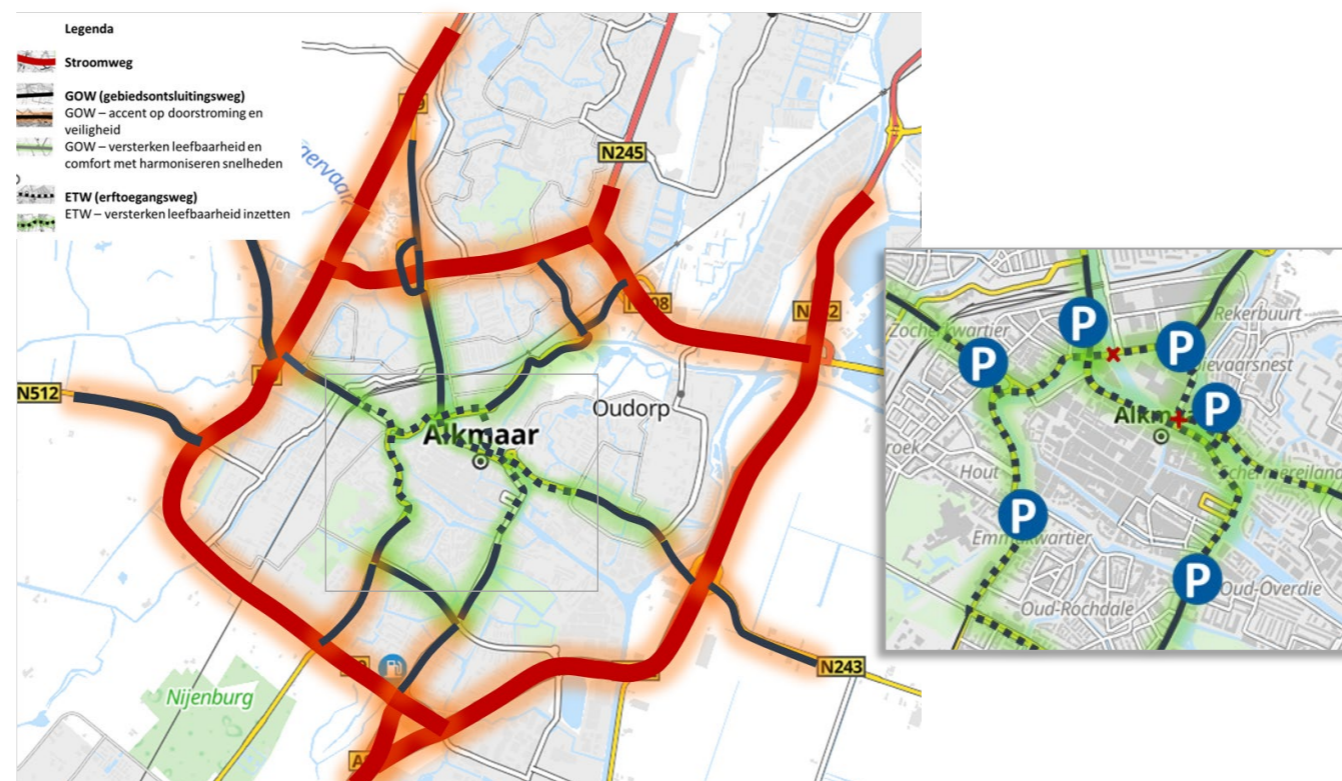 Legenda
Stroomweg
GOW (gebiedsontsluitingsweg)
GOW – accent op doorstroming en
veiligheid
GOW – versterken leefbaarheid en
comfort met harmoniseren snelheden
ETW (erftoegangsweg)
ETW – versterken leefbaarheid inzetten
N245
N512
Oudorp
Alkmaar
N243
Nijenburg
P
Rekerbuurt
P
P
P
Hout
P
P
Oud-Overdie
Oud-Rochdale